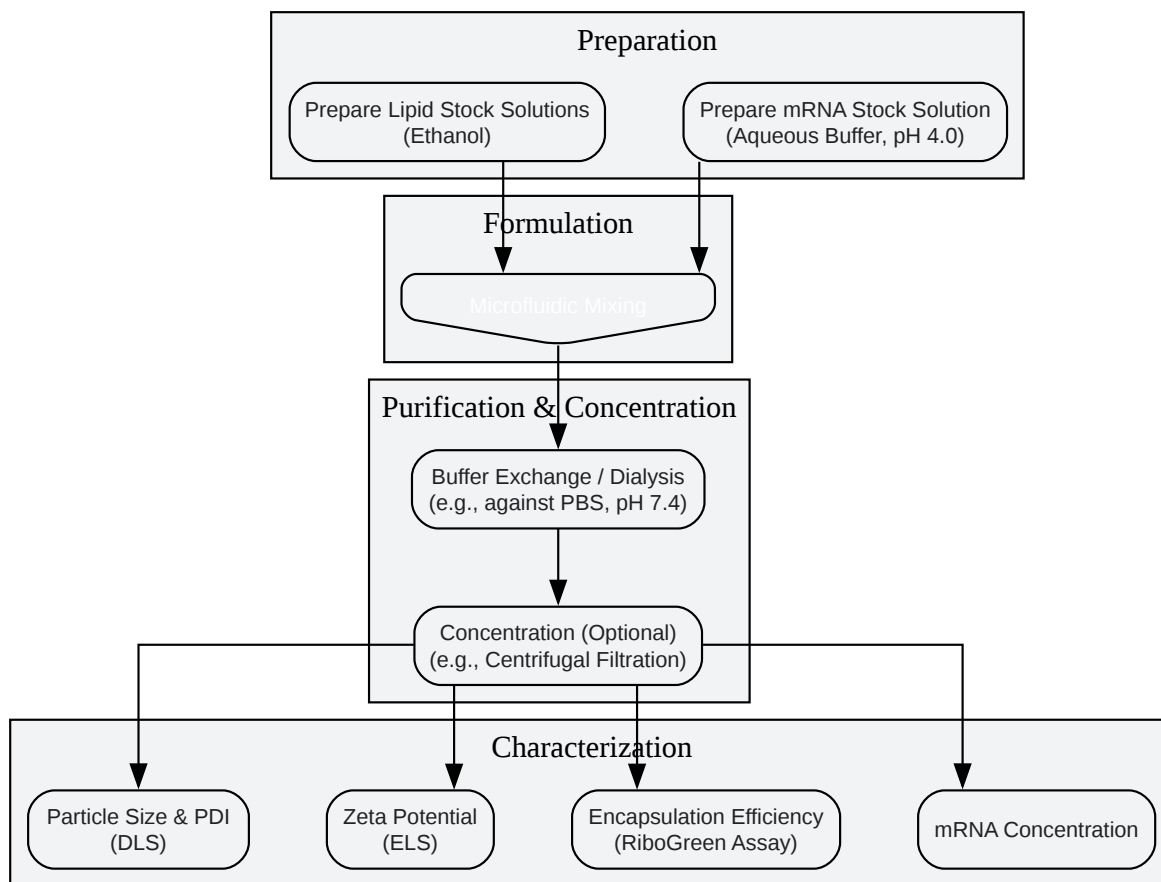 Preparation
Prepare Lipid Stock Solutions
(Ethanol)
Prepare mRNA Stock Solution
(Aqueous Buffer, pH 4.0)
Formulation
Microfluidic Mixing
Purification & Concentration
Buffer Exchange / Dialysis
(e.g., against PBS, pH 7.4)
Concentration (Optional)
(e.g., Centrifugal Filtration)
Characterization
Particle Size & PDI
(DLS)
Zeta Potential
(ELS)
Encapsulation Efficiency
(RiboGreen Assay)
mRNA Concentration